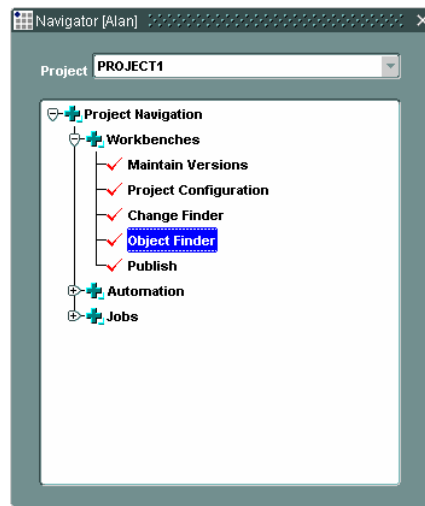 Navigator [Alan]
Project PROJECT1
Project Navigation
Workbenches
Maintain Versions
Project Configuration
Change Finder
Object Finder
Publish
Automation
Jobs